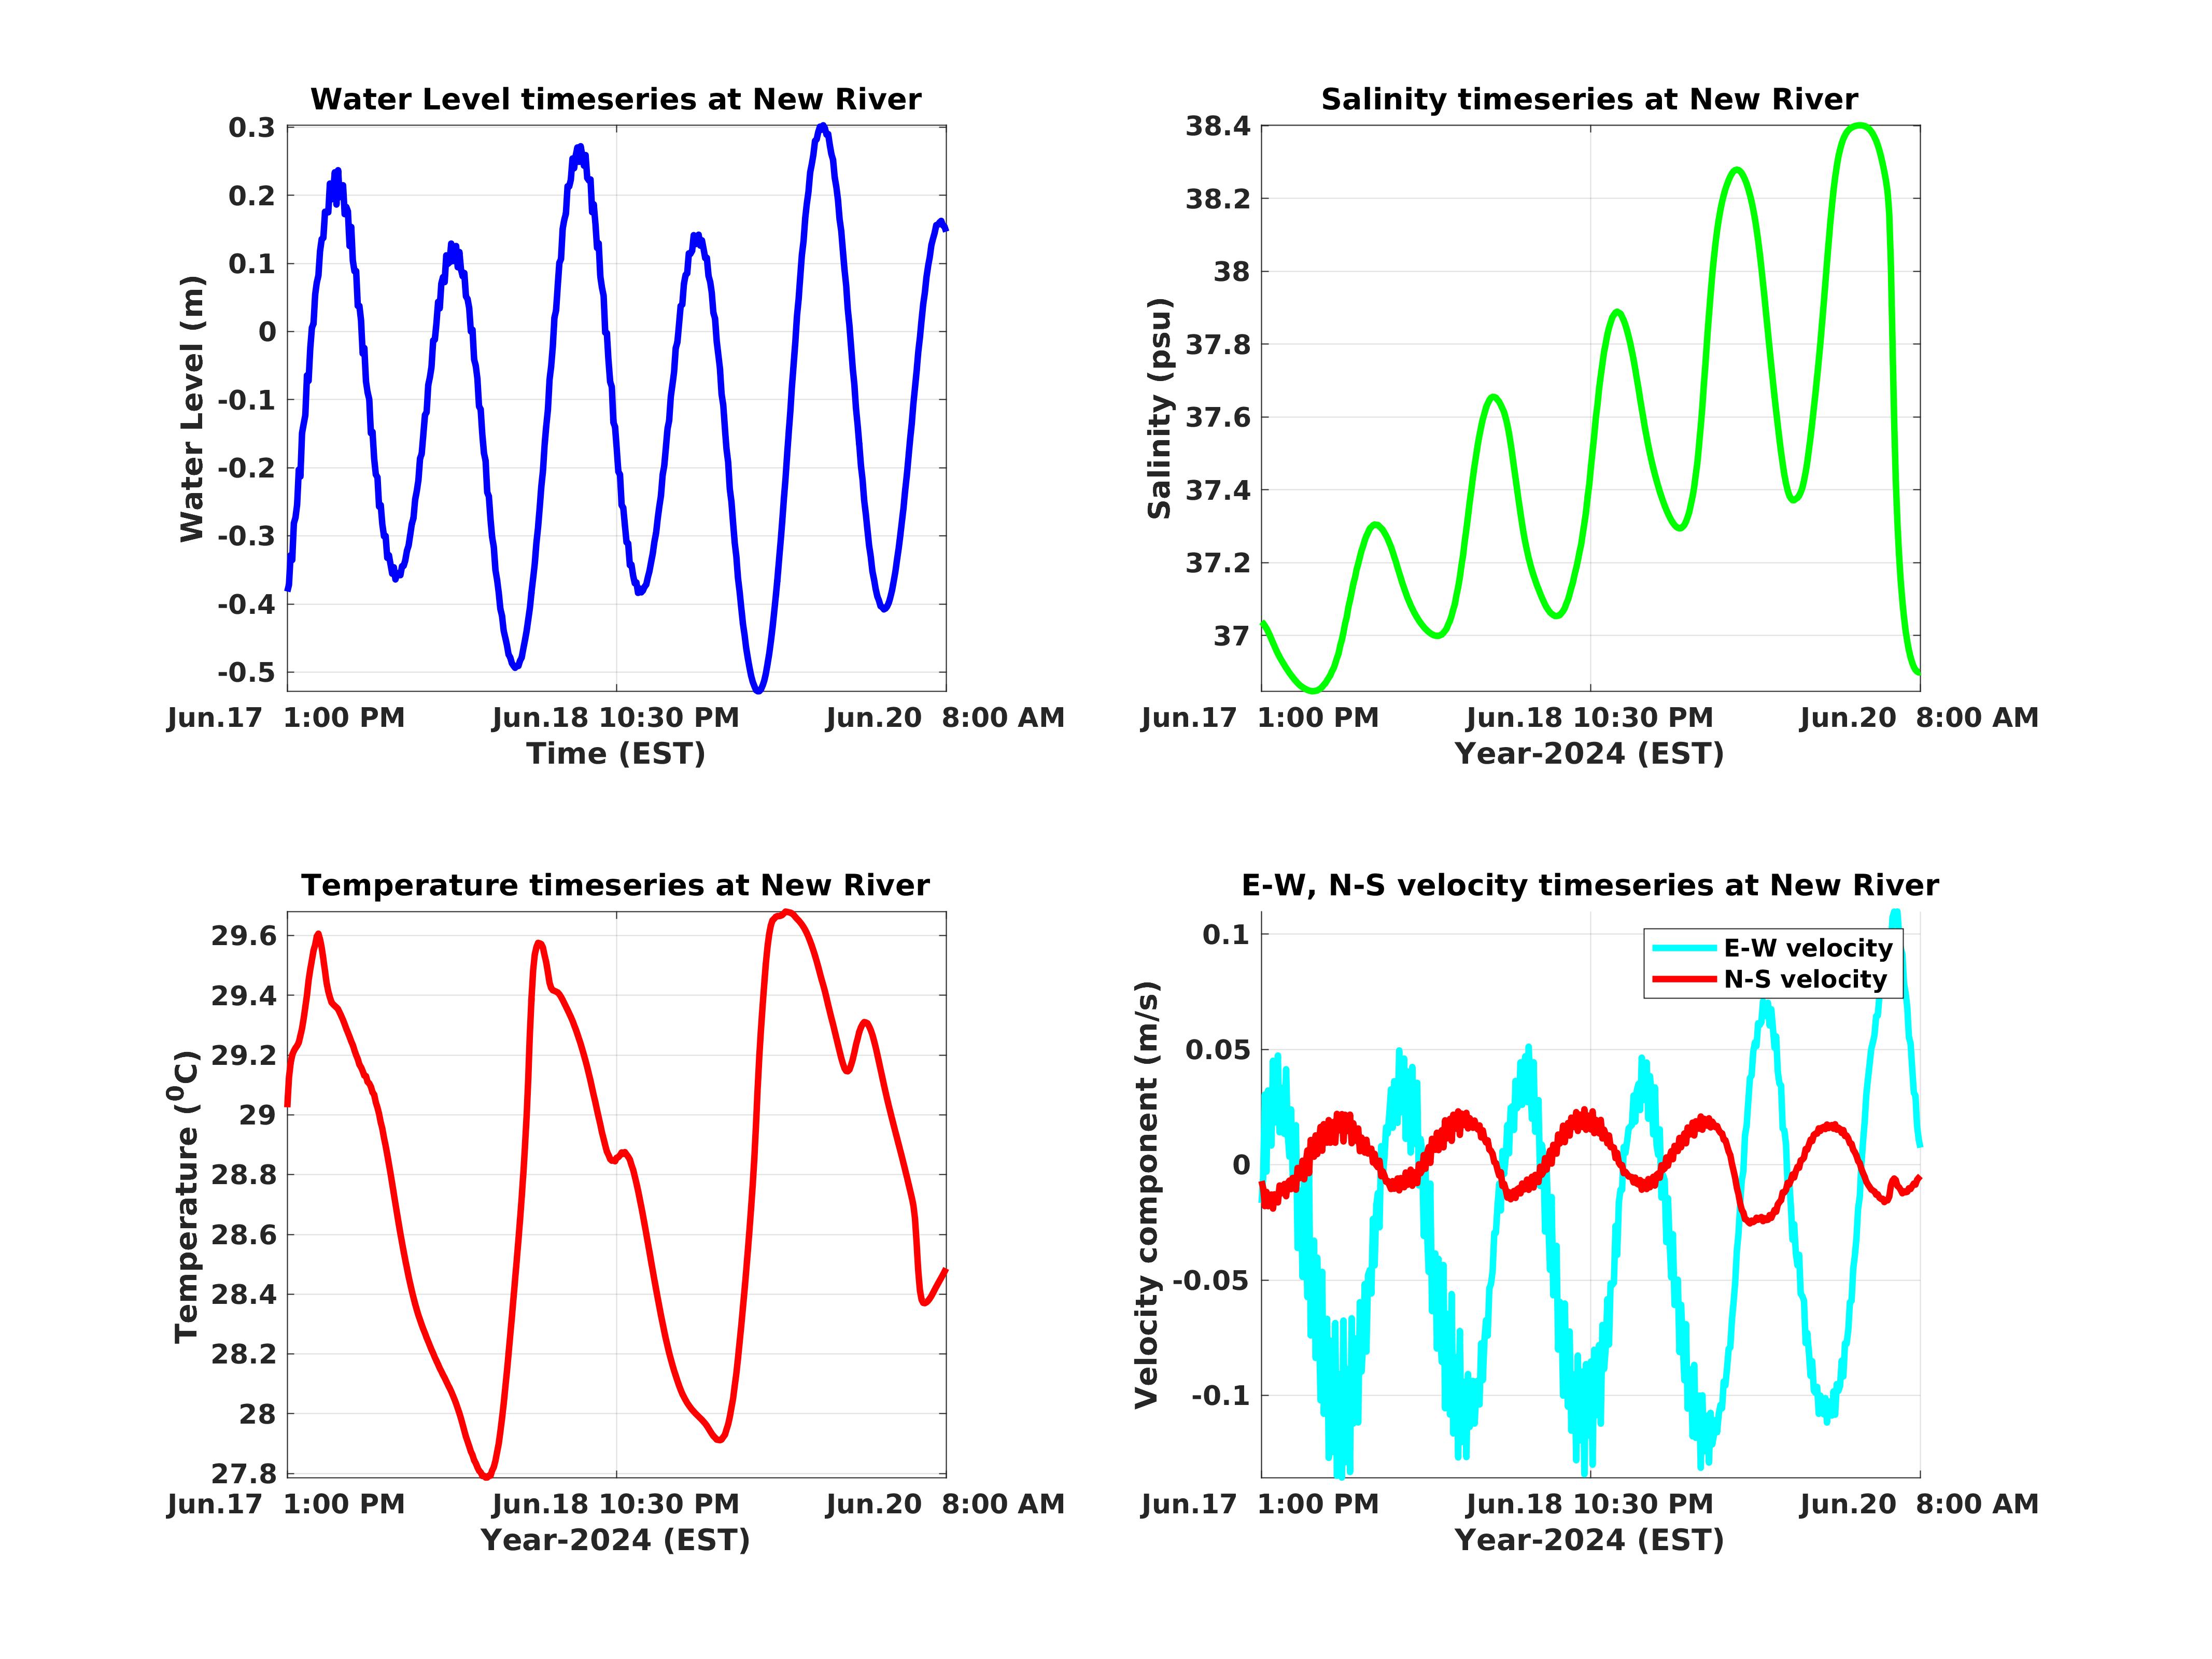 Water Level timeseries at New River
0.3
0.2
0.1
0
-0.1
-0.2
-0.3
-0.4
-0.5
Water Level (m)
Jun.17 1:00 PM
Jun.18 10:30 PM
Jun.20 8:00 AM
Time (EST)
Salinity timeseries at New River
38.4
38.2
38
37.8
37.6
37.4
37.2
37
Salinity (psu)
Jun.17 1:00 PM
Jun.18 10:30 PM
Jun.20 8:00 AM
Year-2024 (EST)
Temperature timeseries at New River
29.6
29.4
29.2
29
28.8
28.6
28.4
28.2
28
27.8
Temperature (⁰C)
Jun.17 1:00 PM
Jun.18 10:30 PM
Jun.20 8:00 AM
Year-2024 (EST)
E-W, N-S velocity timeseries at New River
0.1
0.05
0
-0.05
-0.1
Velocity component (m/s)
E-W velocity
N-S velocity
Jun.17 1:00 PM
Jun.18 10:30 PM
Jun.20 8:00 AM
Year-2024 (EST)